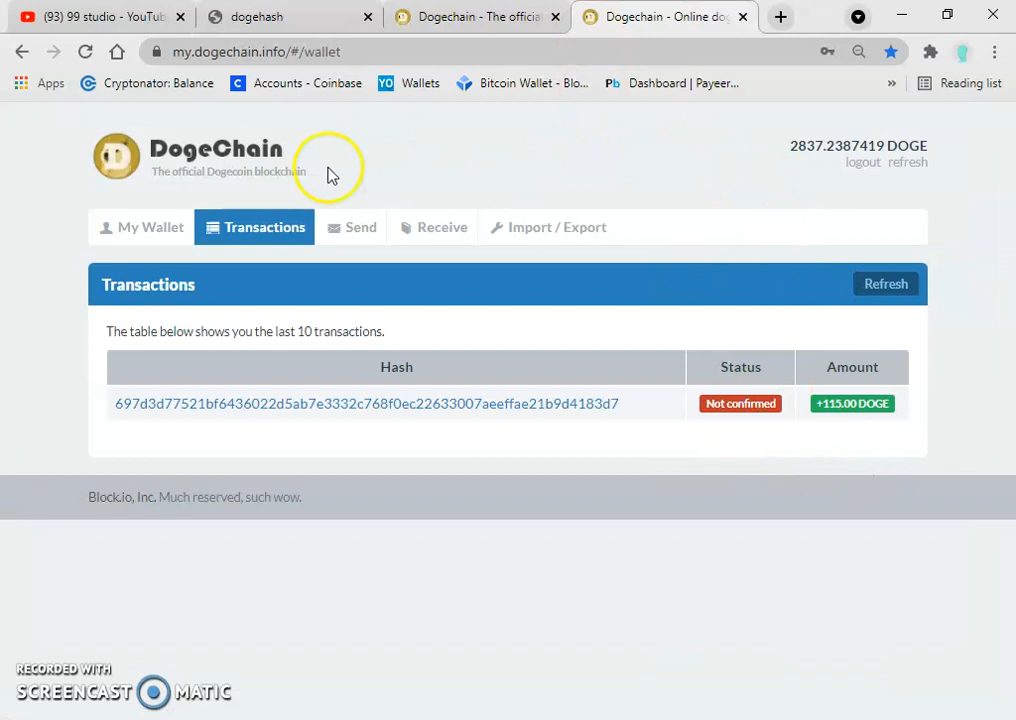 (93) 99 studio - YouTub
dogehash
Dogechain - The officia
Dogechain - Online dog
my.dogechain.info/#/wallet
Apps
Cryptonator: Balance
Accounts - Coinbase
YO Wallets
Bitcoin Wallet - Blo...
Pb Dashboard | Payeer...
»
Reading list
DogeChain
The official Dogecoin blockchain
2837.2387419 DOGE
logout refresh
My Wallet
Transactions
Send
Receive
Import / Export
Transactions
Refresh
The table below shows you the last 10 transactions.
Hash
Status
Amount
697d3d77521bf6436022d5ab7e3332c768f0ec22633007aeeffae21b9d4183d7
Not confirmed
+115.00 DOGE
Block.io, Inc. Much reserved, such wow.
RECORDED WITH
SCREENCAST MATIC